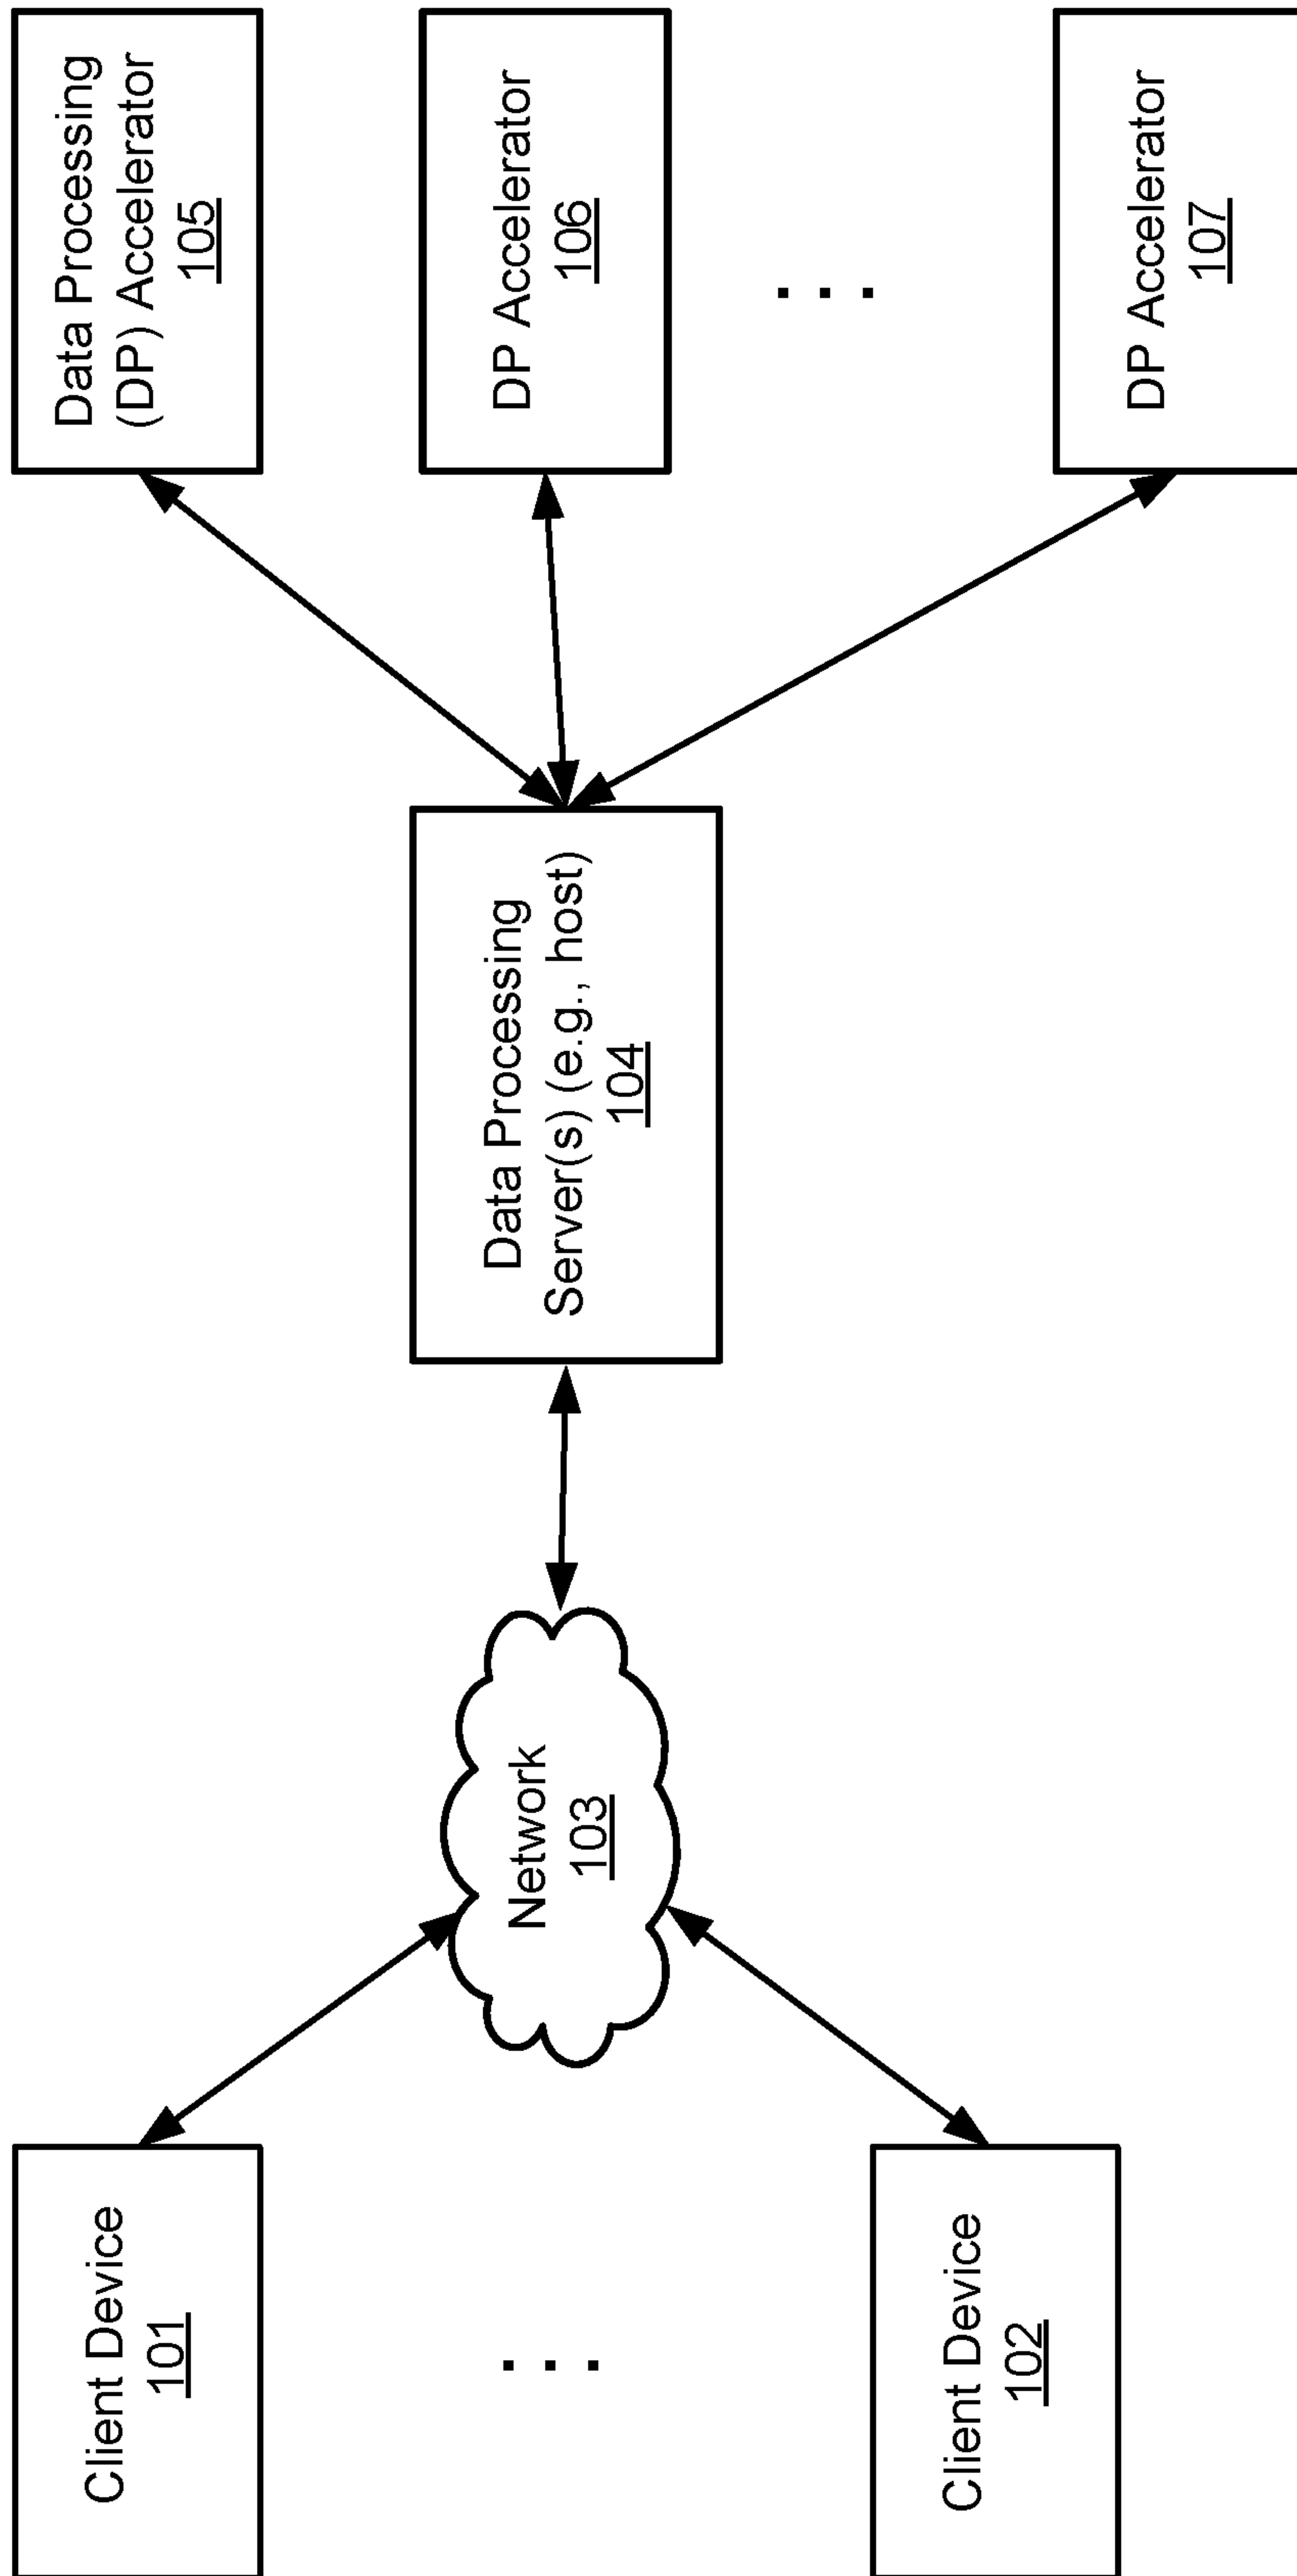 Client Device
101
. . .
Client Device
102
Network
103
Data Processing
Server(s) (e.g., host)
104
Data Processing
(DP) Accelerator
105
DP Accelerator
106
. . .
DP Accelerator
107